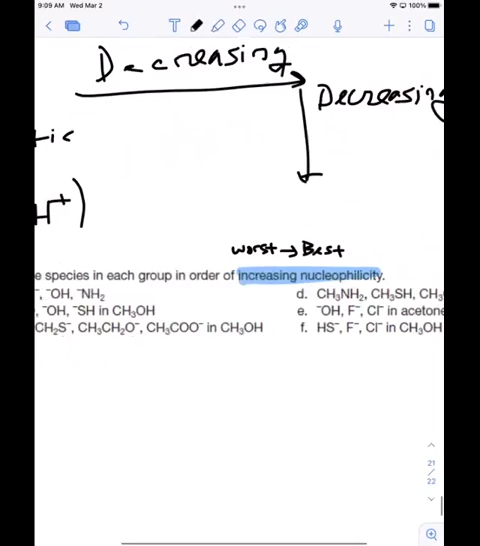 9:09 AM Wed Mar 2
100%
Decreasing
Decreasing
H⁺)
worst → Best
e species in each group in order of increasing nucleophilicity.
⁻, ⁻OH, ⁻NH₂
d. CH₃NH₂, CH₃SH, CH₃
, ⁻OH, ⁻SH in CH₃OH
e. ⁻OH, F⁻, Cl⁻ in acetone
CH₂S⁻, CH₃CH₂O⁻, CH₃COO⁻ in CH₃OH
f. HS⁻, F⁻, Cl⁻ in CH₃OH
21
22